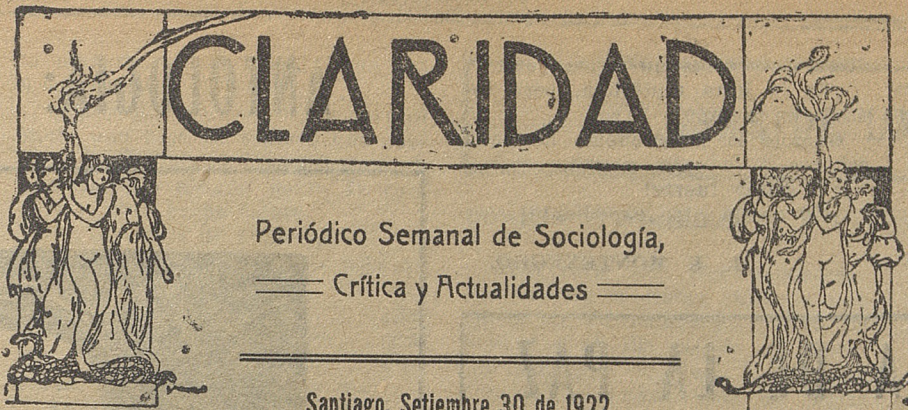 CLARIDAD
Periódico Semanal de Sociología,
Crítica y Actualidades
Santiago, Setiembre 30 de 1922